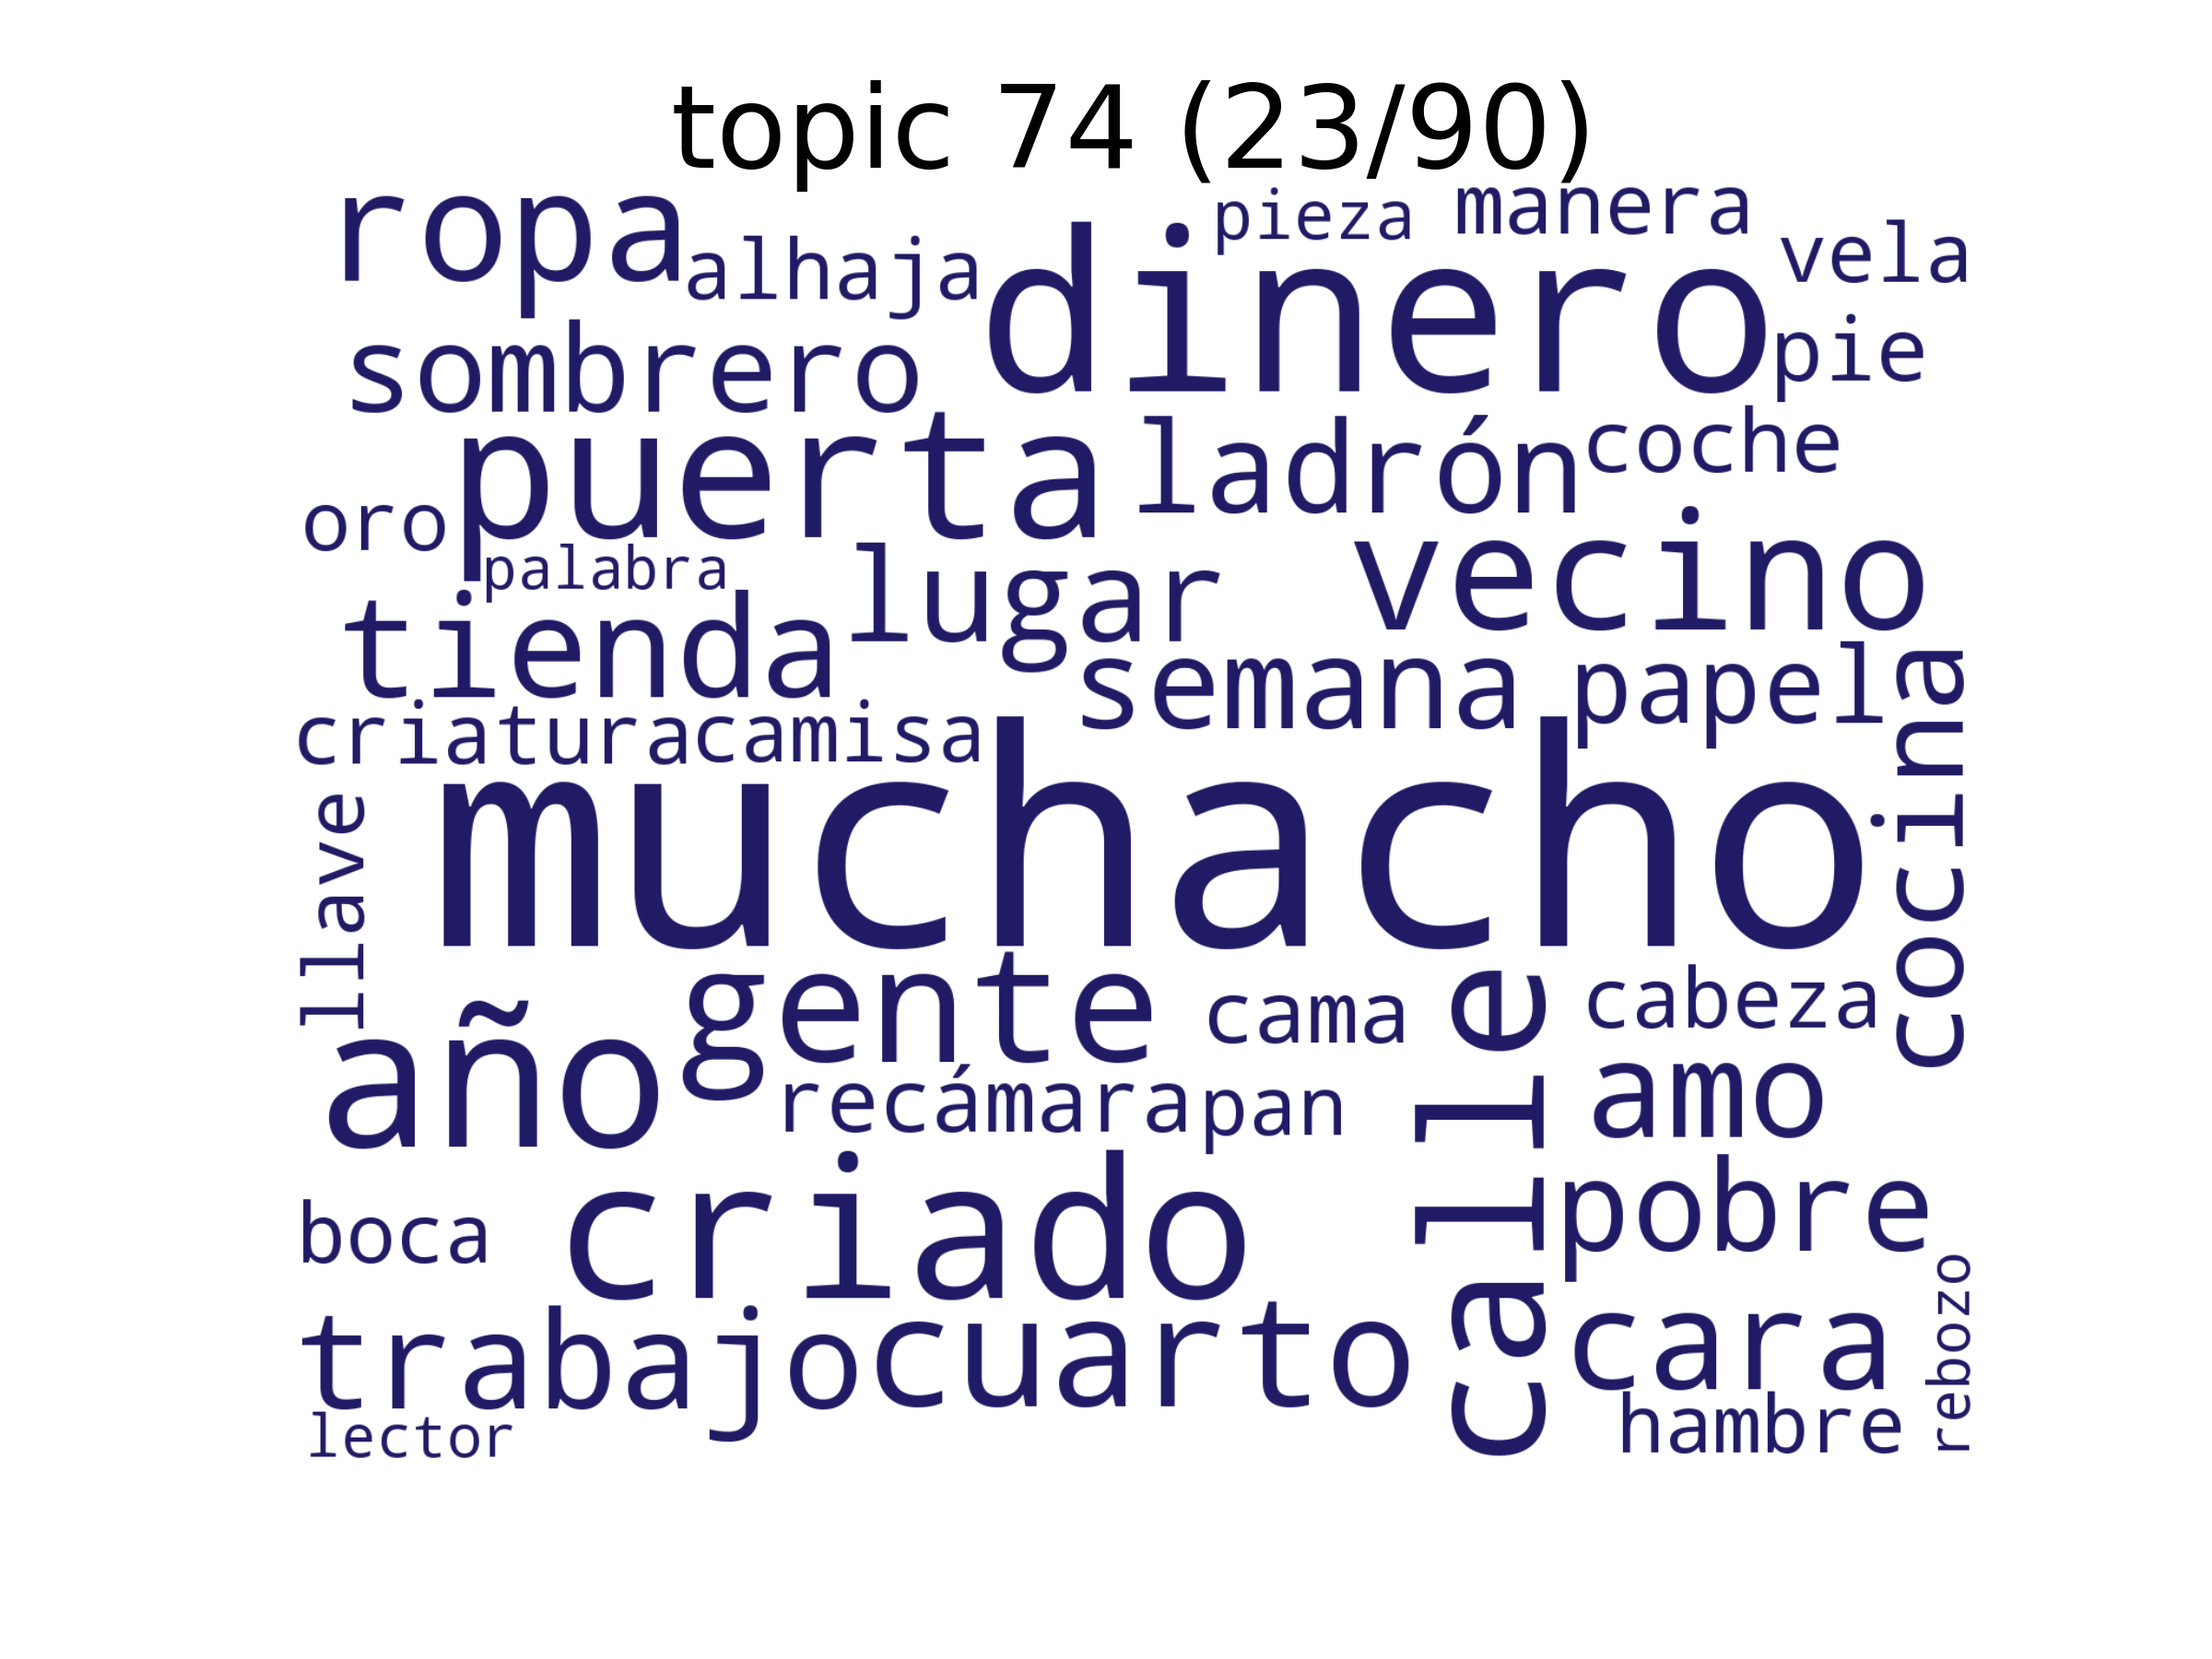 topic 74 (23/90)
ropa alhaja dinero pieza manera vela
sombrero pie
puerta ladrón coche
oro palabra vecino
tienda lugar semana papel cocina
criatura camisa
llave muchacho
año gente cama calle cabeza
recámara pan amo
boca criado pobre
trabajo cuarto cara rebozo
lector hambre